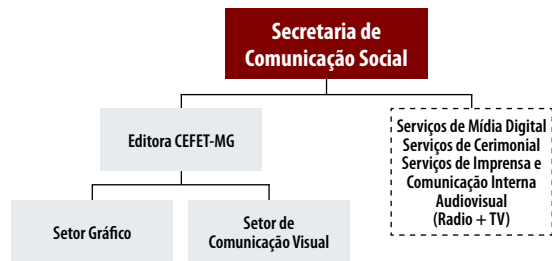 Secretaria de
Comunicação Social
Editora CEFET-MG
Serviços de Mídia Digital
Serviços de Cerimonial
Serviços de Imprensa e
Comunicação Interna
Audiovisual
(Radio + TV)
Setor Gráfico
Setor de
Comunicação Visual